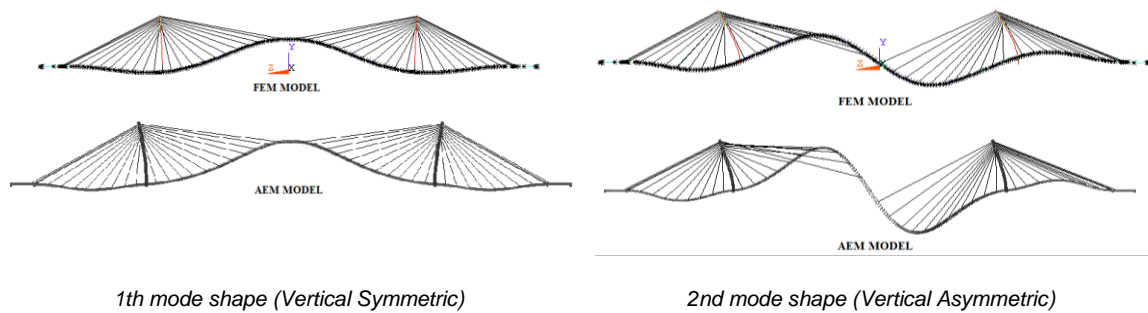 Y
Z
X
FEM MODEL
AEM MODEL
1th mode shape (Vertical Symmetric)
Y
Z
FEM MODEL
AEM MODEL
2nd mode shape (Vertical Asymmetric)